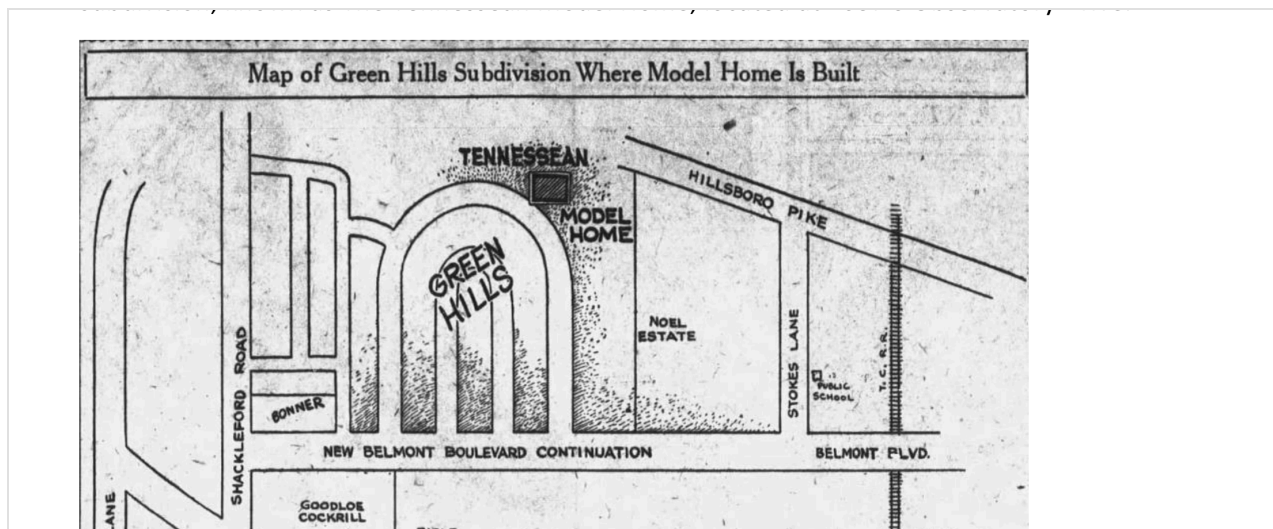 Map of Green Hills Subdivision Where Model Home Is Built
TENNESSEAN
MODEL
HOME
HILLSBORO PIKE
GREEN
HILLS
NOEL
ESTATE
STOKES LANE
T.C.R.R.
PUBLIC
SCHOOL
SHACKLEFORD ROAD
BONNER
NEW BELMONT BOULEVARD CONTINUATION
BELMONT BLVD.
LANE
GOODLOE
COCKRILL